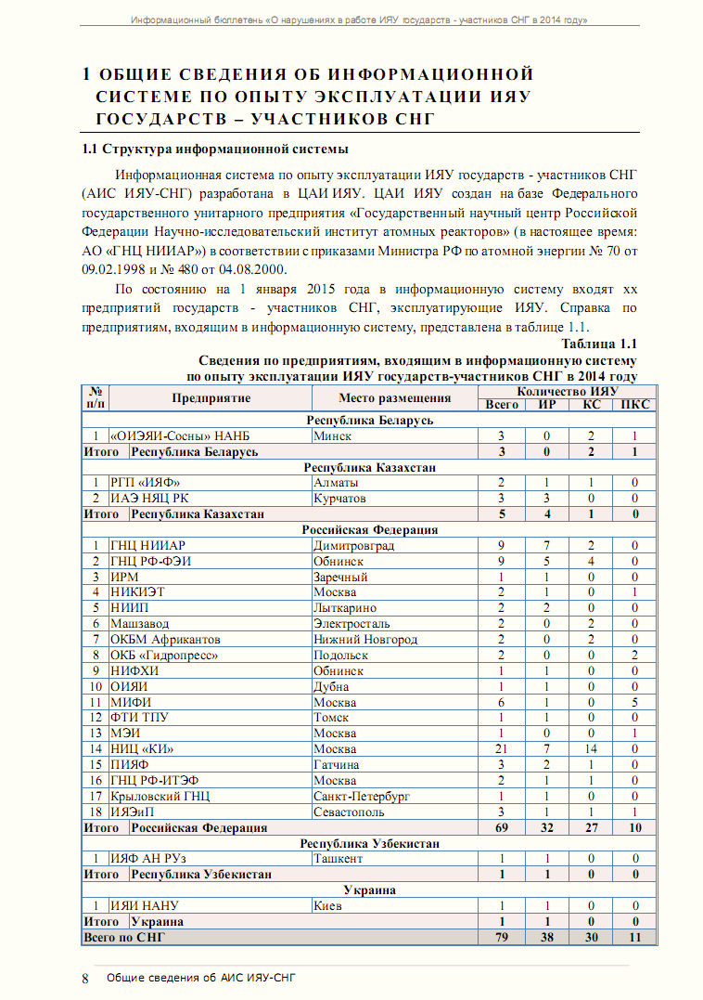 Информационный бюллетень «О нарушениях в работе ИЯУ государств - участников СНГ в 2014 году»
1 ОБЩИЕ СВЕДЕНИЯ ОБ ИНФОРМАЦИОННОЙ
СИСТЕМЕ ПО ОПЫТУ ЭКСПЛУАТАЦИИ ИЯУ
ГОСУДАРСТВ – УЧАСТНИКОВ СНГ
1.1 Структура информационной системы
Информационная система по опыту эксплуатации ИЯУ государств - участников СНГ
(АИС ИЯУ-СНГ) разработана в ЦАИ ИЯУ. ЦАИ ИЯУ создан на базе Федерального
государственного унитарного предприятия «Государственный научный центр Российской
Федерации Научно-исследовательский институт атомных реакторов» (в настоящее время:
АО «ГНЦ НИИАР») в соответствии с приказами Министра РФ по атомной энергии № 70 от
09.02.1998 и № 480 от 04.08.2000.
По состоянию на 1 января 2015 года в информационную систему входят хх
предприятий государств - участников СНГ, эксплуатирующие ИЯУ. Справка по
предприятиям, входящим в информационную систему, представлена в таблице 1.1.
Таблица 1.1
Сведения по предприятиям, входящим в информационную систему
по опыту эксплуатации ИЯУ государств-участников СНГ в 2014 году
№ п/п Предприятие Место размещения Количество ИЯУ
Всего ИР КС ПКС
Республика Беларусь
1 «ОИЭЯИ-Сосны» НАНБ Минск 3 0 2 1
Итого Республика Беларусь 3 0 2 1
Республика Казахстан
1 РГП «ИЯФ» Алматы 2 1 1 0
2 ИАЭ НЯЦ РК Курчатов 3 3 0 0
Итого Республика Казахстан 5 4 1 0
Российская Федерация
1 ГНЦ НИИАР Димитровград 9 7 2 0
2 ГНЦ РФ-ФЭИ Обнинск 9 5 4 0
3 ИРМ Заречный 1 1 0 0
4 НИКИЭТ Москва 2 1 0 1
5 НИИП Лыткарино 2 2 0 0
6 Машзавод Электросталь 2 0 2 0
7 ОКБМ Африкантов Нижний Новгород 2 0 2 0
8 ОКБ «Гидропресс» Подольск 2 0 0 2
9 НИФХИ Обнинск 1 1 0 0
10 ОИЯИ Дубна 1 1 0 0
11 МИФИ Москва 6 1 0 5
12 ФТИ ТПУ Томск 1 1 0 0
13 МЭИ Москва 1 0 0 1
14 НИЦ «КИ» Москва 21 7 14 0
15 ПИЯФ Гатчина 3 2 1 0
16 ГНЦ РФ-ИТЭФ Москва 2 1 1 0
17 Крыловский ГНЦ Санкт-Петербург 1 1 0 0
18 ИЯЭиП Севастополь 3 1 1 1
Итого Российская Федерация 69 32 27 10
Республика Узбекистан
1 ИЯФ АН РУз Ташкент 1 1 0 0
Итого Республика Узбекистан 1 1 0 0
Украина
1 ИЯИ НАНУ Киев 1 1 0 0
Итого Украина 1 1 0 0
Всего по СНГ 79 38 30 11
8 Общие сведения об АИС ИЯУ-СНГ